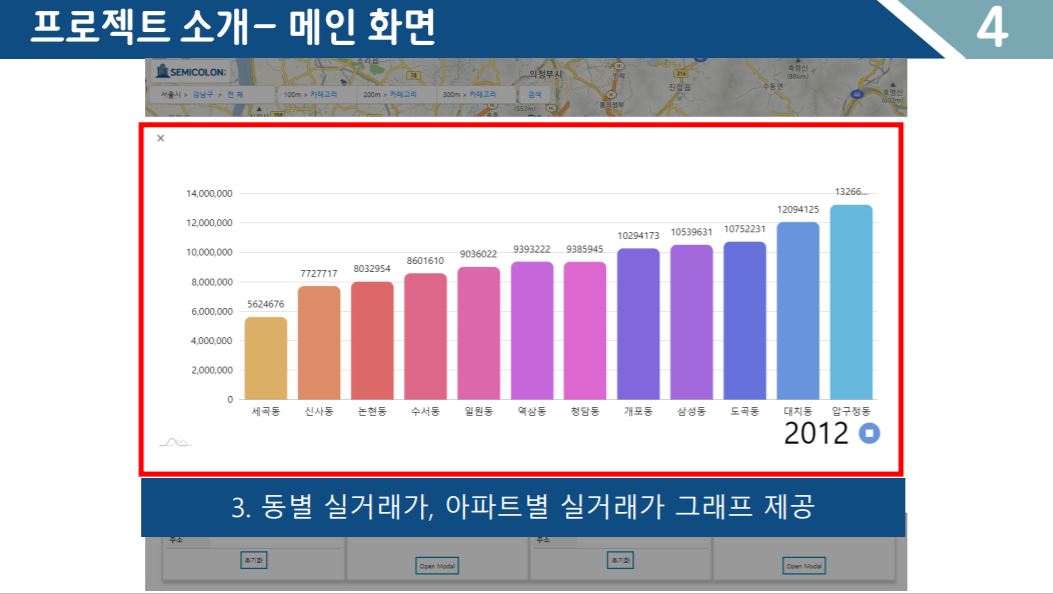 프로젝트 소개- 메인 화면
4
SEMICOLON;
의정부시
진접읍
수동면
서울시 > 강남구 > 전 체
100m > 카테고리
200m > 카테고리
300m > 카테고리
검색
×
14,000,000
12,000,000
10,000,000
8,000,000
6,000,000
4,000,000
2,000,000
0
5624676
7727717
8032954
8601610
9036022
9393222
9385945
10294173
10539631
10752231
12094125
13266...
세곡동 신사동 논현동 수서동 일원동 역삼동 청담동 개포동 삼성동 도곡동 대치동 압구정동
2012
3. 동별 실거래가, 아파트별 실거래가 그래프 제공
주소
주소
초기화
Open Modal
초기화
Open Modal